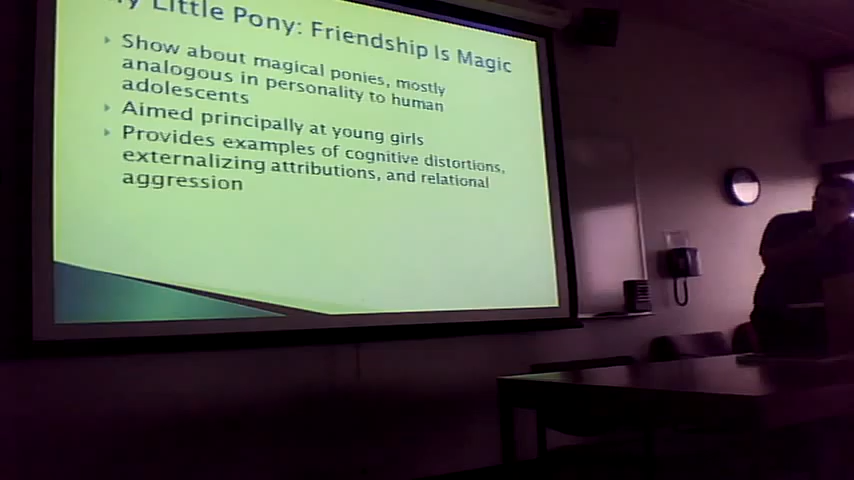 My Little Pony: Friendship Is Magic
Show about magical ponies, mostly
analogous in personality to human
adolescents
Aimed principally at young girls
Provides examples of cognitive distortions,
externalizing attributions, and relational
aggression